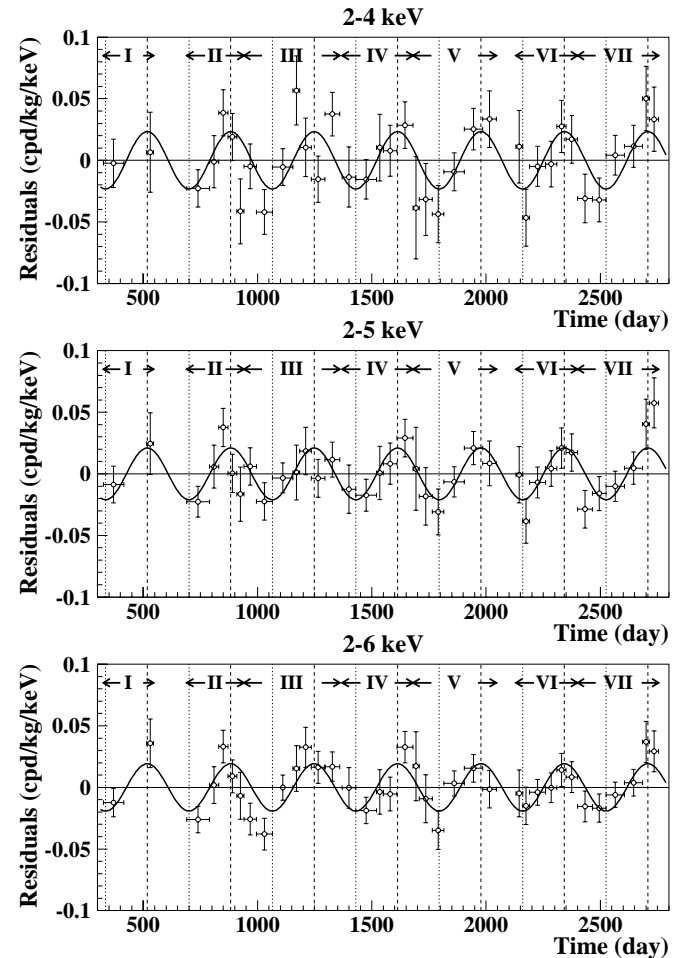 2-4 keV
Residuals (cpd/kg/keV)
0.1
0.05
0
-0.05
-0.1
I II III IV V VI VII
500 1000 1500 2000 2500
Time (day)
2-5 keV
Residuals (cpd/kg/keV)
0.1
0.05
0
-0.05
-0.1
I II III IV V VI VII
500 1000 1500 2000 2500
Time (day)
2-6 keV
Residuals (cpd/kg/keV)
0.1
0.05
0
-0.05
-0.1
I II III IV V VI VII
500 1000 1500 2000 2500
Time (day)